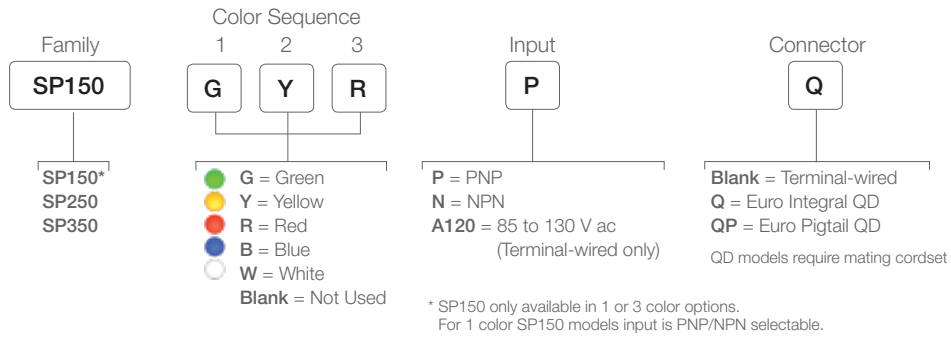 Color Sequence
Family 1 2 3 Input Connector
SP150 G Y R P Q
SP150*
SP250
SP350
G = Green
Y = Yellow
R = Red
B = Blue
W = White
Blank = Not Used
P = PNP
N = NPN
A120 = 85 to 130 V ac
(Terminal-wired only)
Blank = Terminal-wired
Q = Euro Integral QD
QP = Euro Pigtail QD
QD models require mating cordset
* SP150 only available in 1 or 3 color options.
For 1 color SP150 models input is PNP/NPN selectable.